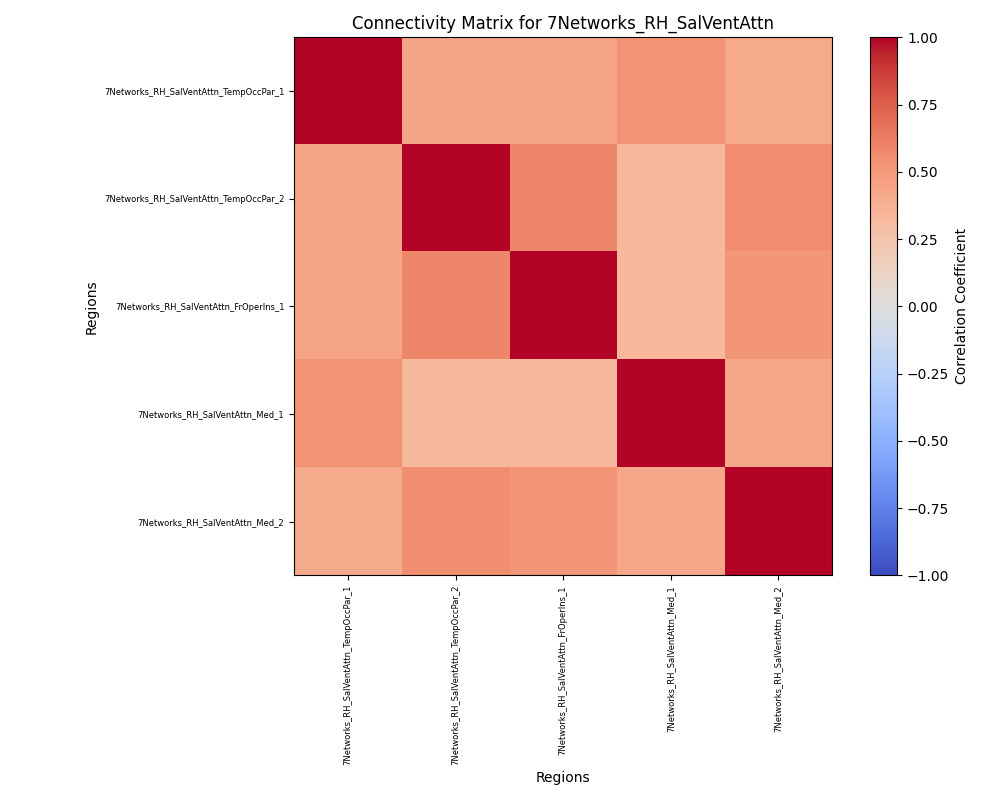 Connectivity Matrix for 7Networks_RH_SalVentAttn
7Networks_RH_SalVentAttn_TempOccPar_1
7Networks_RH_SalVentAttn_TempOccPar_2
7Networks_RH_SalVentAttn_FrOperIns_1
7Networks_RH_SalVentAttn_Med_1
7Networks_RH_SalVentAttn_Med_2
Regions
7Networks_RH_SalVentAttn_TempOccPar_1
7Networks_RH_SalVentAttn_TempOccPar_2
7Networks_RH_SalVentAttn_FrOperIns_1
7Networks_RH_SalVentAttn_Med_1
7Networks_RH_SalVentAttn_Med_2
Regions
1.00
0.75
0.50
0.25
0.00
−0.25
−0.50
−0.75
−1.00
Correlation Coefficient